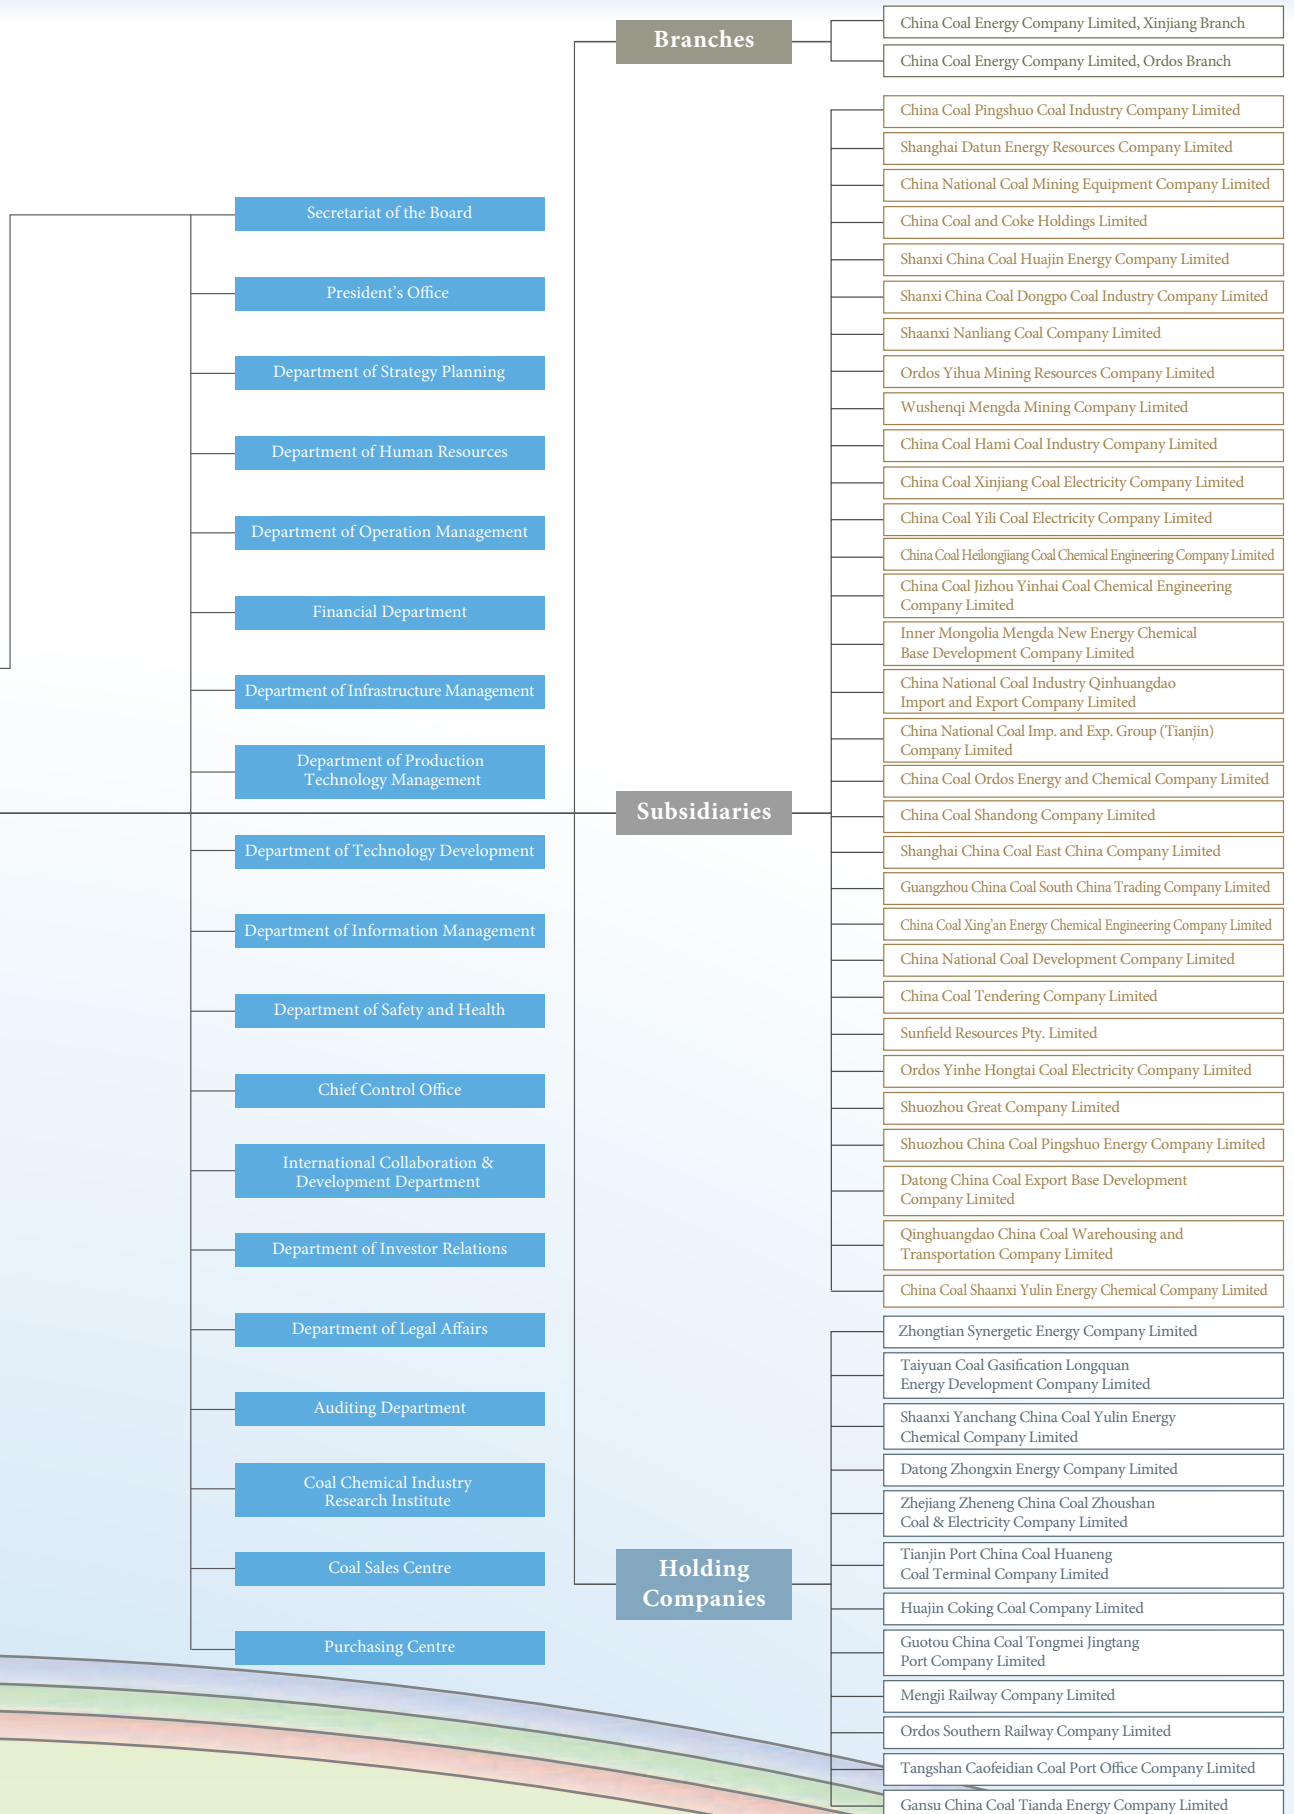 Secretariat of the Board
President's Office
Department of Strategy Planning
Department of Human Resources
Department of Operation Management
Financial Department
Department of Infrastructure Management
Department of Production
Technology Management
Department of Technology Development
Department of Information Management
Department of Safety and Health
Chief Control Office
International Collaboration &
Development Department
Department of Investor Relations
Department of Legal Affairs
Auditing Department
Coal Chemical Industry
Research Institute
Coal Sales Centre
Purchasing Centre
Branches
China Coal Energy Company Limited, Xinjiang Branch
China Coal Energy Company Limited, Ordos Branch
Subsidiaries
China Coal Pingshuo Coal Industry Company Limited
Shanghai Datun Energy Resources Company Limited
China National Coal Mining Equipment Company Limited
China Coal and Coke Holdings Limited
Shanxi China Coal Huajin Energy Company Limited
Shanxi China Coal Dongpo Coal Industry Company Limited
Shaanxi Nanliang Coal Company Limited
Ordos Yihua Mining Resources Company Limited
Wushenqi Mengda Mining Company Limited
China Coal Hami Coal Industry Company Limited
China Coal Xinjiang Coal Electricity Company Limited
China Coal Yili Coal Electricity Company Limited
China Coal Heilongjiang Coal Chemical Engineering Company Limited
China Coal Jizhou Yinhai Coal Chemical Engineering
Company Limited
Inner Mongolia Mengda New Energy Chemical
Base Development Company Limited
China National Coal Industry Qinhuangdao
Import and Export Company Limited
China National Coal Imp. and Exp. Group (Tianjin)
Company Limited
China Coal Ordos Energy and Chemical Company Limited
China Coal Shandong Company Limited
Shanghai China Coal East China Company Limited
Guangzhou China Coal South China Trading Company Limited
China Coal Xing'an Energy Chemical Engineering Company Limited
China National Coal Development Company Limited
China Coal Tendering Company Limited
Sunfield Resources Pty. Limited
Ordos Yinhe Hongtai Coal Electricity Company Limited
Shuozhou Great Company Limited
Shuozhou China Coal Pingshuo Energy Company Limited
Datong China Coal Export Base Development
Company Limited
Qinghuangdao China Coal Warehousing and
Transportation Company Limited
China Coal Shaanxi Yulin Energy Chemical Company Limited
Holding
Companies
Zhongtian Synergetic Energy Company Limited
Taiyuan Coal Gasification Longquan
Energy Development Company Limited
Shaanxi Yanchang China Coal Yulin Energy
Chemical Company Limited
Datong Zhongxin Energy Company Limited
Zhejiang Zheneng China Coal Zhoushan
Coal & Electricity Company Limited
Tianjin Port China Coal Huaneng
Coal Terminal Company Limited
Huajin Coking Coal Company Limited
Guotou China Coal Tongmei Jingtang
Port Company Limited
Mengji Railway Company Limited
Ordos Southern Railway Company Limited
Tangshan Caofeidian Coal Port Office Company Limited
Gansu China Coal Tianda Energy Company Limited